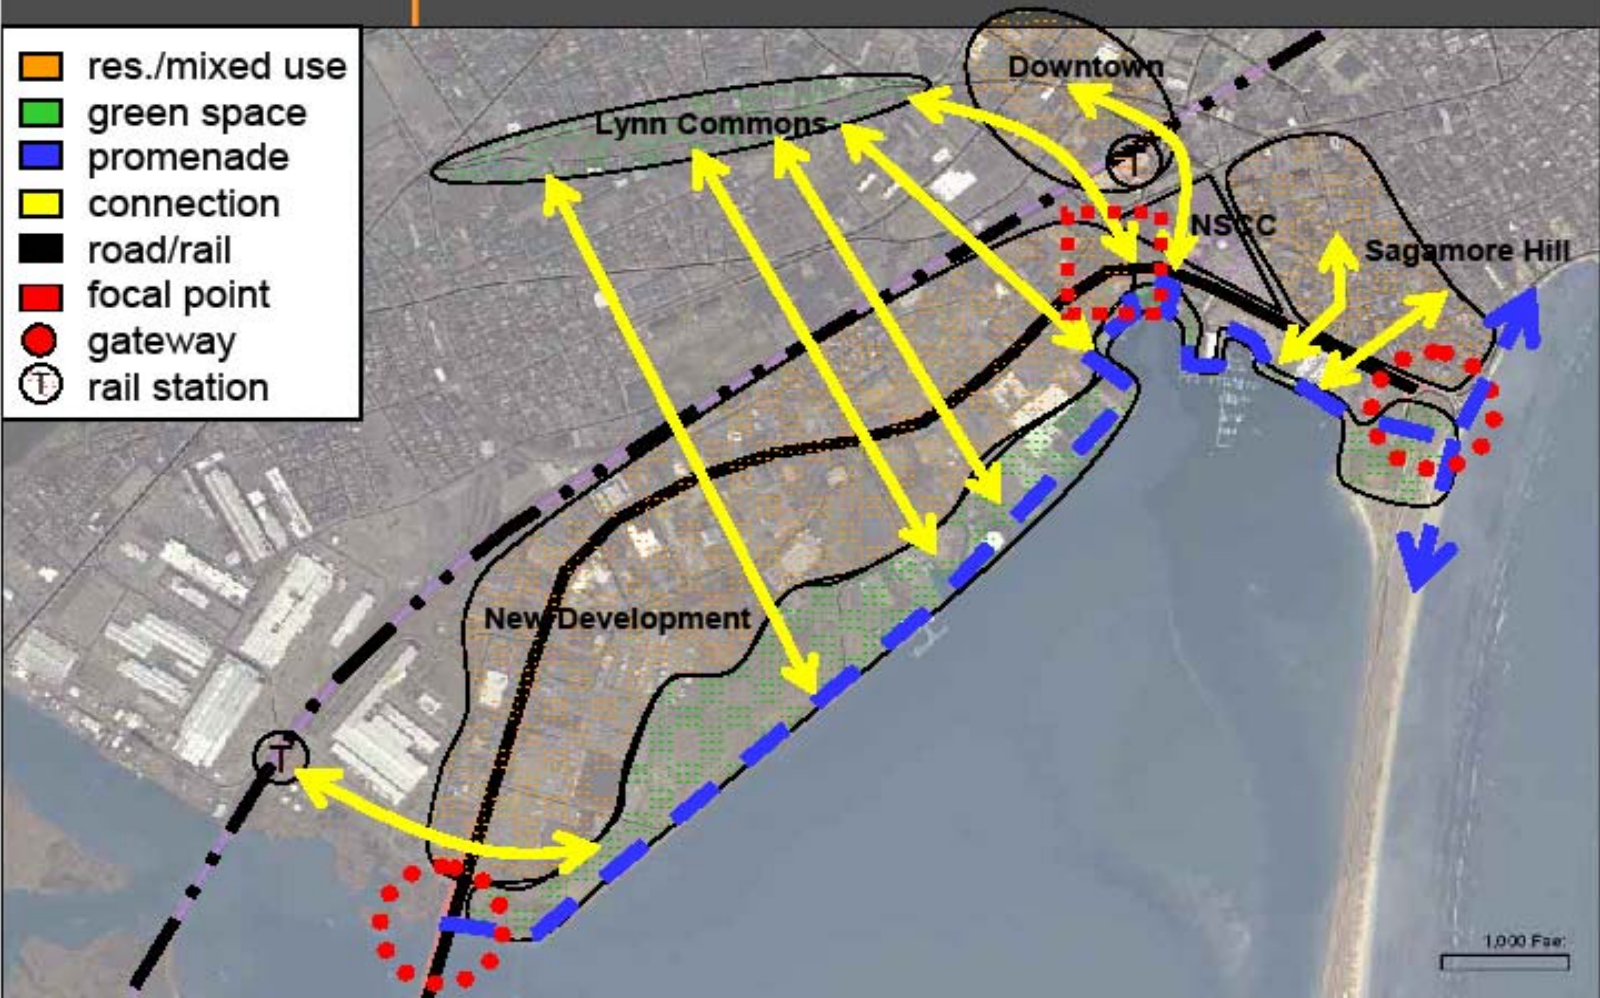 res./mixed use
green space
promenade
connection
road/rail
focal point
gateway
T rail station
Downtown
Lynn Commons
T
NSCC
Sagamore Hill
New Development
T
1,000 Feet